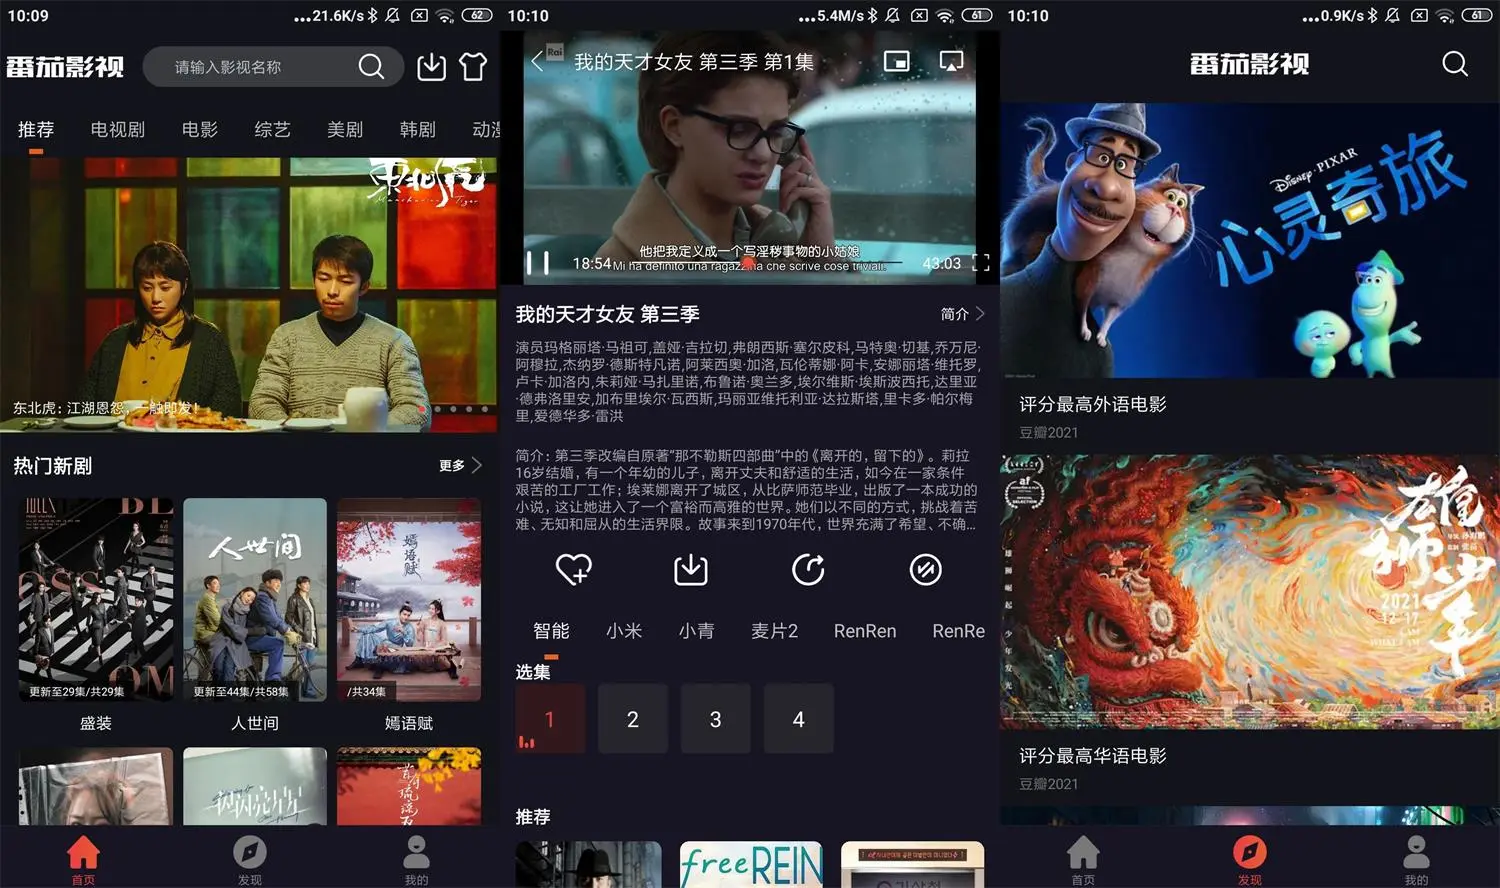 10:09
...21.6K/s
62
番茄影视
请输入影视名称
推荐
电视剧
电影
综艺
美剧
韩剧
动漫
东北虎
Manchurian Tiger
东北虎：江湖恩怨，一触即发！
热门新剧
更多
人世间
嫣语赋
更新至29集/共29集
更新至44集/共58集
/共34集
盛装
人世间
嫣语赋
首页
发现
我的
10:10
...5.4M/s
61
Rai
我的天才女友 第三季 第1集
他把我定义成一个写淫秽事物的小姑娘
18:54
Mi ha definito una ragazzina che scrive cose triviali.
43:03
我的天才女友 第三季
简介
演员玛格丽塔·马祖可,盖娅·吉拉切,弗朗西斯·塞尔皮科,马特奥·切基,乔万尼·
阿穆拉,杰纳罗·德斯特凡诺,阿莱西奥·加洛,瓦伦蒂娜·阿卡,安娜丽塔·维托罗,
卢卡·加洛内,朱莉娅·马扎里诺,布鲁诺·奥兰多,埃尔维斯·埃斯波西托,达里亚
·德弗洛里安,加布里埃尔·瓦西斯,玛丽亚维托利亚·达拉斯塔,里卡多·帕尔梅
里,爱德华多·雷洪
简介：第三季改编自原著“那不勒斯四部曲”中的《离开的，留下的》。莉拉
16岁结婚，有一个年幼的儿子，离开丈夫和舒适的生活，如今在一家条件
艰苦的工厂工作；埃莱娜离开了城区，从比萨师范毕业，出版了一本成功的
小说，这让她进入了一个富裕而高雅的世界。她们以不同的方式，挑战着苦
难、无知和屈从的生活界限。故事来到1970年代，世界充满了希望、不确...
智能
小米
小青
麦片2
RenRen
RenRe
选集
1
2
3
4
推荐
free REIN
10:10
...0.9K/s
61
番茄影视
Disney·PIXAR
心灵奇旅
评分最高外语电影
豆瓣2021
雄狮少年
2021
12·17
评分最高华语电影
豆瓣2021
首页
发现
我的